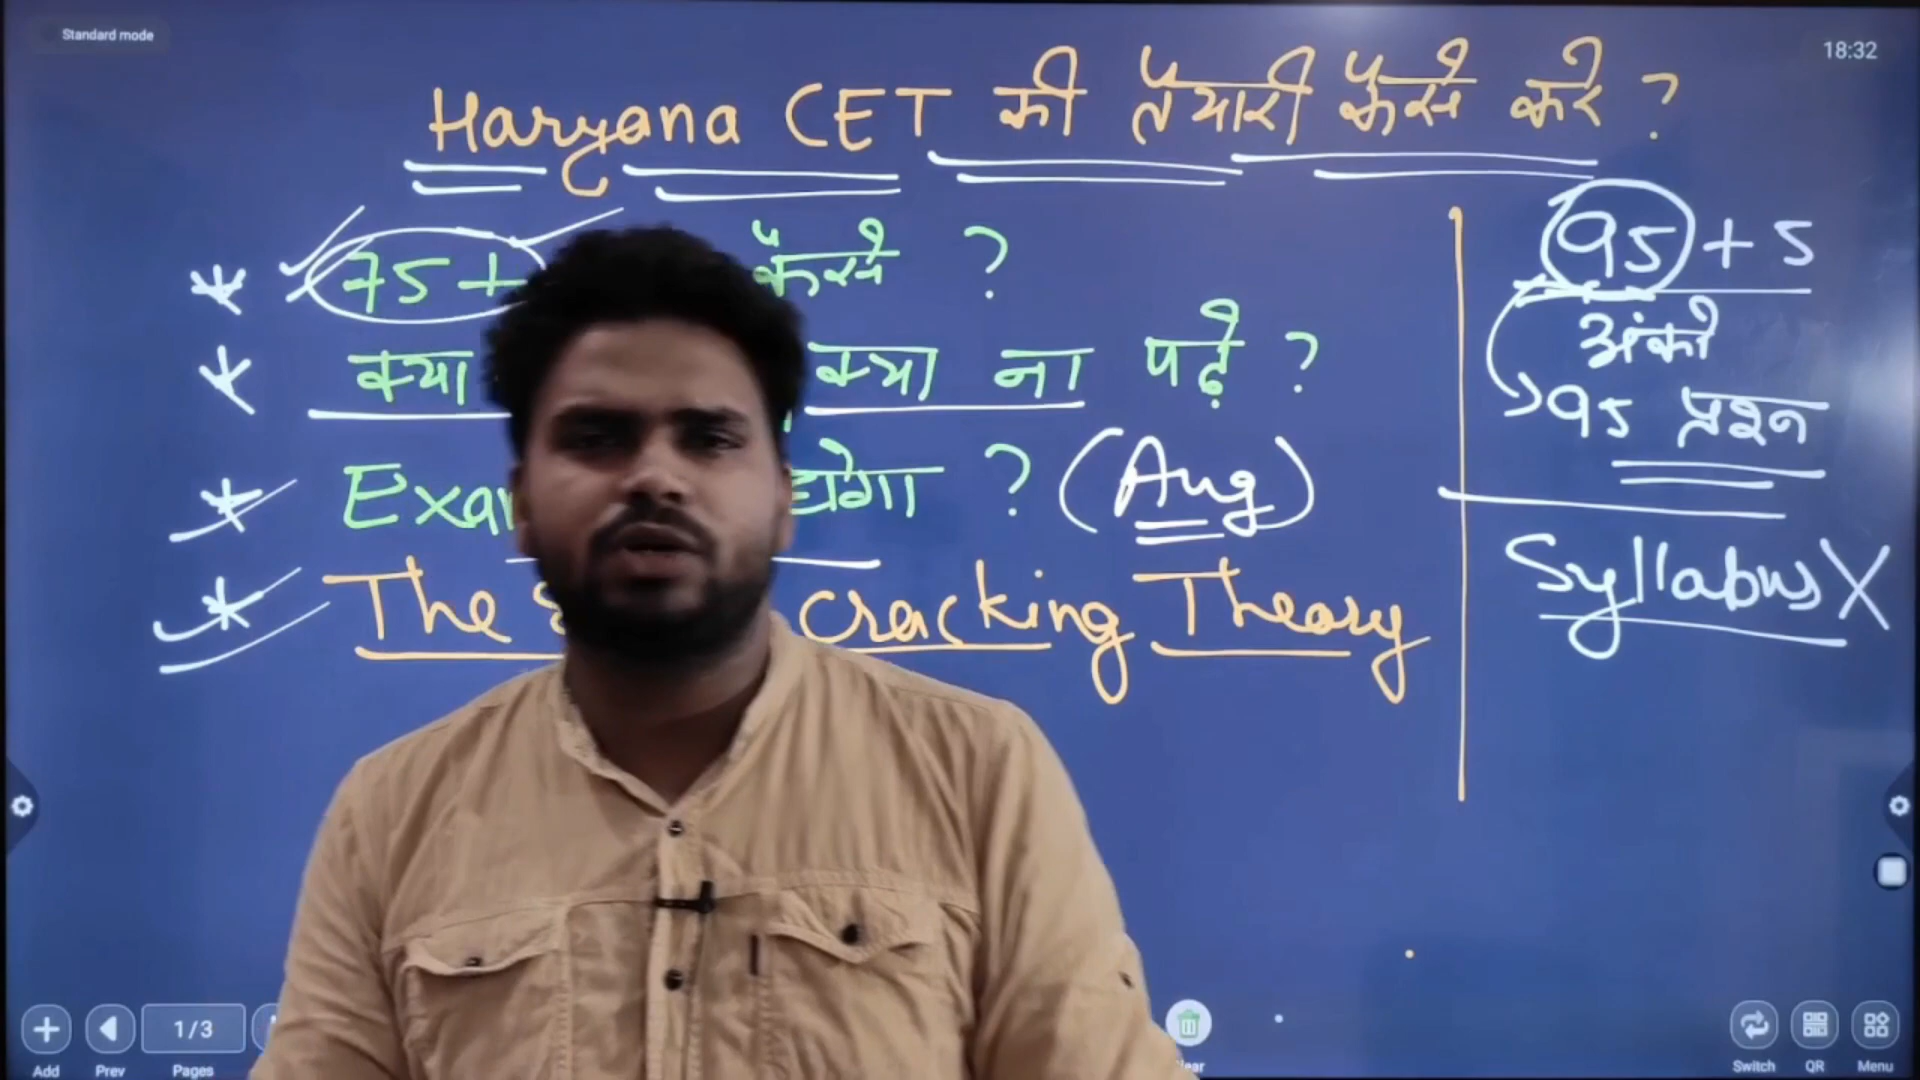 Standard mode
18:32
Haryana CET की तैयारी कैसे करे ?
75+ कैसे ?
क्या क्या ना पढ़े ?
Exam होगा ? (Aug)
The cracking Theory
95 + 5
अंको
95 प्रश्न
Syllabus X
1/3
Add Prev Pages Switch QR Menu